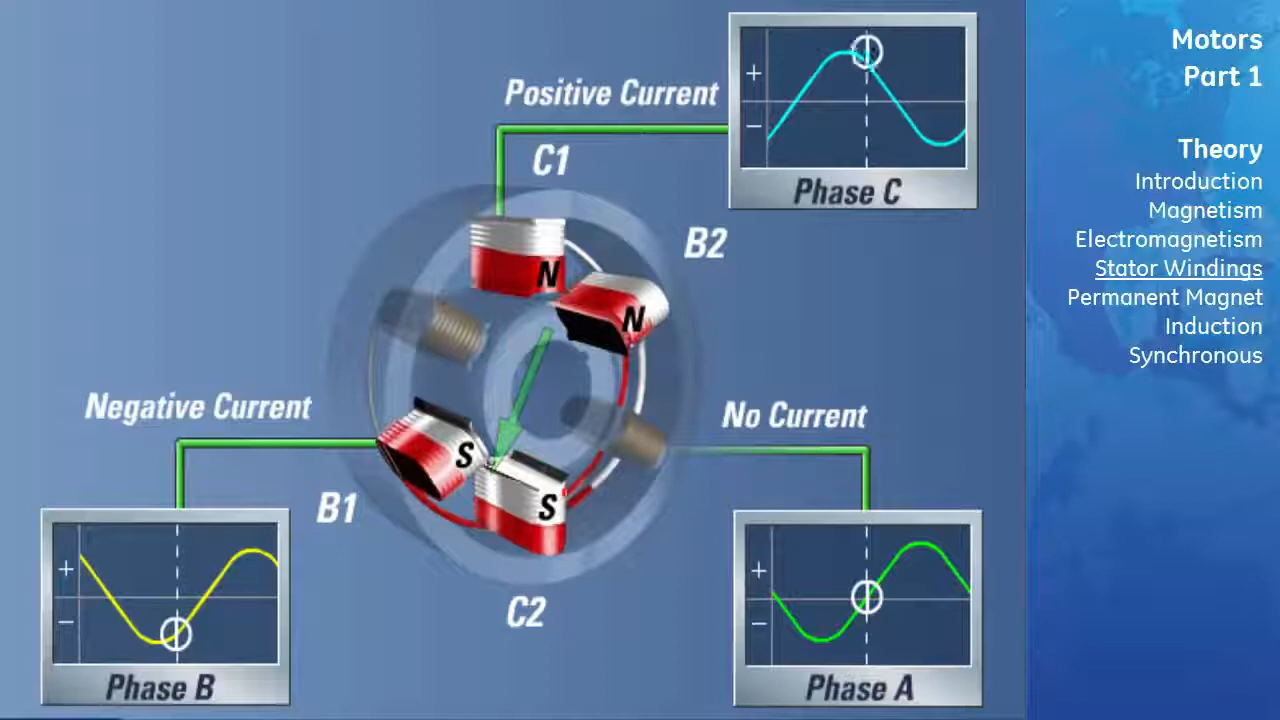 Motors
Part 1
Theory
Introduction
Magnetism
Electromagnetism
Stator Windings
Permanent Magnet
Induction
Synchronous
Positive Current
+
−
Phase C
C1
B2
N
N
Negative Current
No Current
S
S
B1
C2
+
−
Phase B
+
−
Phase A